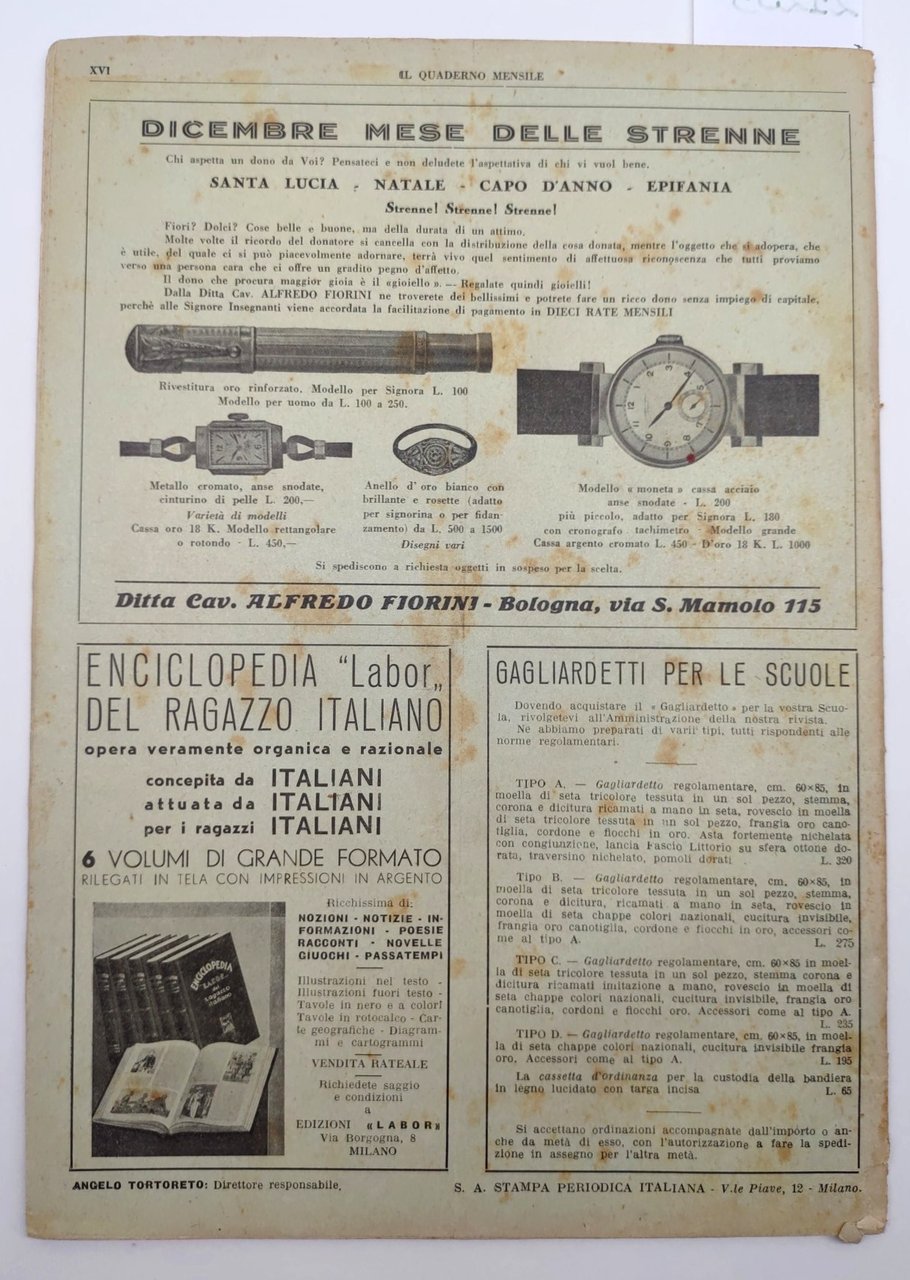 XVI
IL QUADERNO MENSILE
DICEMBRE MESE DELLE STRENNE
Chi aspetta un dono da Voi? Pensateci e non deludete l'aspettativa di chi vi vuol bene.
SANTA LUCIA - NATALE - CAPO D'ANNO - EPIFANIA
Strenne! Strenne! Strenne!
Fiori? Dolci? Cose belle e buone, ma della durata di un attimo.
Molte volte il ricordo del donatore si cancella con la distribuzione della cosa donata, mentre l'oggetto che si adopera, che
è utile, del quale ci si può piacevolmente adornare, terrà vivo quel sentimento di affettuosa riconoscenza che tutti proviamo
verso una persona cara che ci offre un gradito pegno d'affetto.
Il dono che procura maggior gioia è il «gioiello». — Regalate quindi gioielli!
Dalla Ditta Cav. ALFREDO FIORINI ne troverete dei bellissimi e potrete fare un ricco dono senza impiego di capitale,
perchè alle Signore Insegnanti viene accordata la facilitazione di pagamento in DIECI RATE MENSILI
Rivestitura oro rinforzato. Modello per Signora L. 100
Modello per uomo da L. 100 a 250.
Metallo cromato, anse snodate,
cinturino di pelle L. 200,—
Varietà di modelli
Cassa oro 18 K. Modello rettangolare
o rotondo - L. 450,—
Anello d'oro bianco con
brillante e rosette (adatto
per signorina o per fidan-
zamento) da L. 500 a 1500
Disegni vari
Modello « moneta » cassa acciaio
anse snodate - L. 200
più piccolo, adatto per Signora L. 180
con cronografo tachimetro - Modello grande
Cassa argento cromato L. 450 - D'oro 18 K. L. 1000
Si spediscono a richiesta oggetti in sospeso per la scelta.
Ditta Cav. ALFREDO FIORINI - Bologna, via S. Mamolo 115
ENCICLOPEDIA "Labor„
DEL RAGAZZO ITALIANO
opera veramente organica e razionale
concepita da ITALIANI
attuata da ITALIANI
per i ragazzi ITALIANI
6 VOLUMI DI GRANDE FORMATO
RILEGATI IN TELA CON IMPRESSIONI IN ARGENTO
ENCICLOPEDIA
LABOR
del
ragazzo
italiano
Ricchissima di:
NOZIONI - NOTIZIE - IN-
FORMAZIONI - POESIE
RACCONTI - NOVELLE
GIUOCHI - PASSATEMPI
Illustrazioni nel testo -
Illustrazioni fuori testo -
Tavole in nero e a colori
Tavole in rotocalco - Car-
te geografiche - Diagram-
mi e cartogrammi
VENDITA RATEALE
Richiedete saggio
e condizioni
a
EDIZIONI «LABOR»
Via Borgogna, 8
MILANO
GAGLIARDETTI PER LE SCUOLE
Dovendo acquistare il « Gagliardetto » per la vostra Scuo-
la, rivolgetevi all'Amministrazione della nostra rivista.
Ne abbiamo preparati di varii tipi, tutti rispondenti alle
norme regolamentari.
TIPO A. — Gagliardetto regolamentare, cm. 60×85, in
moella di seta tricolore tessuta in un sol pezzo, stemma,
corona e dicitura ricamati a mano in seta, rovescio in moella
di seta tricolore tessuta in un sol pezzo, frangia oro cano-
tiglia, cordone e fiocchi in oro. Asta fortemente nichelata
con congiunzione, lancia Fascio Littorio su sfera ottone do-
rata, traversino nichelato, pomoli dorati L. 320
Tipo B. — Gagliardetto regolamentare, cm. 60×85, in
moella di seta tricolore tessuta in un sol pezzo, stemma,
corona e dicitura, ricamati a mano in seta, rovescio in
moella di seta chappe colori nazionali, cucitura invisibile,
frangia oro canotiglia, cordone e fiocchi in oro, accessori co-
me al tipo A. L. 275
TIPO C. — Gagliardetto regolamentare, cm. 60×85 in moel-
la di seta tricolore tessuta in un sol pezzo, stemma corona e
dicitura ricamati imitazione a mano, rovescio in moella di
seta chappe colori nazionali, cucitura invisibile, frangia oro
canotiglia, cordoni e fiocchi oro. Accessori come al tipo A.
L. 235
TIPO D. — Gagliardetto regolamentare, cm. 60×85, in moel-
la di seta chappe colori nazionali, cucitura invisibile frangia
oro. Accessori come al tipo A. L. 195
La cassetta d'ordinanza per la custodia della bandiera
in legno lucidato con targa incisa L. 65
Si accettano ordinazioni accompagnate dall'importo o an-
che da metà di esso, con l'autorizzazione a fare la spedi-
zione in assegno per l'altra metà.
ANGELO TORTORETO: Direttore responsabile.
S. A. STAMPA PERIODICA ITALIANA - V.le Piave, 12 - Milano.